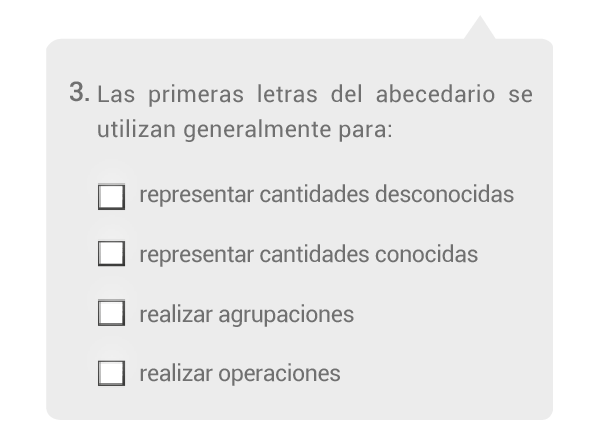 3. Las primeras letras del abecedario se
utilizan generalmente para:
representar cantidades desconocidas
representar cantidades conocidas
realizar agrupaciones
realizar operaciones